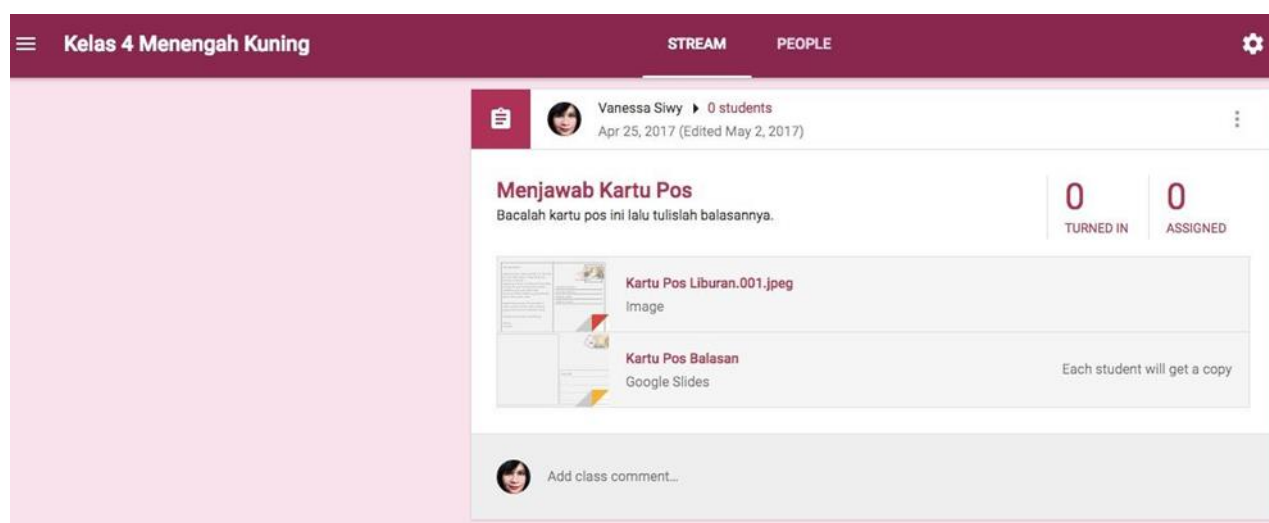 Kelas 4 Menengah Kuning
STREAM PEOPLE
Vanessa Siwy ▸ 0 students
Apr 25, 2017 (Edited May 2, 2017)
Menjawab Kartu Pos
Bacalah kartu pos ini lalu tulislah balasannya.
0 0
TURNED IN ASSIGNED
Kartu Pos Liburan.001.jpeg
Image
Kartu Pos Balasan
Google Slides
Each student will get a copy
Add class comment...